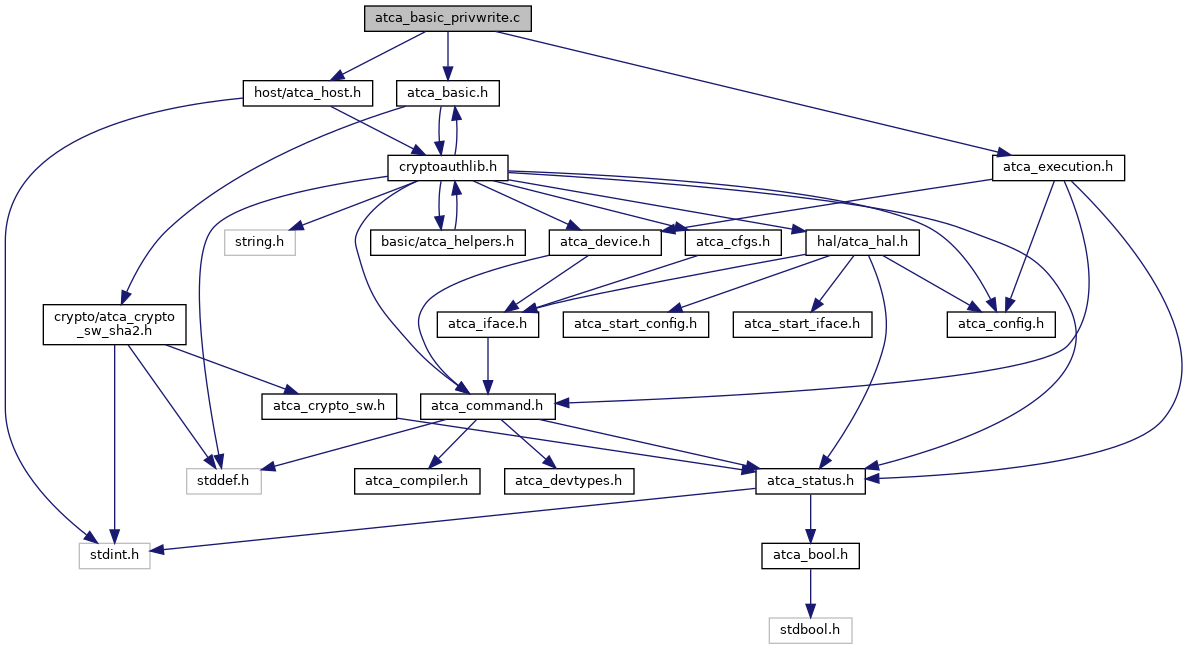 atca_basic_privwrite.c
host/atca_host.h
atca_basic.h
cryptoauthlib.h
atca_execution.h
string.h
basic/atca_helpers.h
atca_device.h
atca_cfgs.h
hal/atca_hal.h
crypto/atca_crypto
_sw_sha2.h
atca_iface.h
atca_start_config.h
atca_start_iface.h
atca_config.h
atca_crypto_sw.h
atca_command.h
stddef.h
atca_compiler.h
atca_devtypes.h
atca_status.h
stdint.h
atca_bool.h
stdbool.h